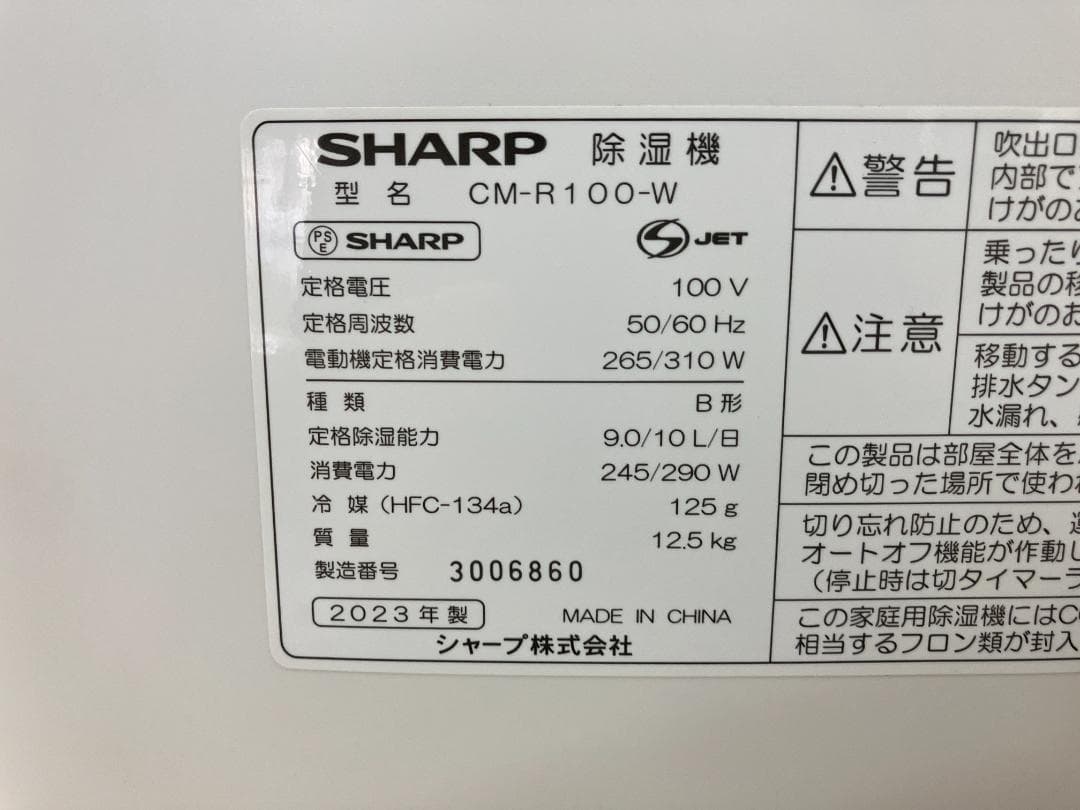 SHARP 除湿機
型名 CM-R100-W
PS E SHARP
S JET
定格電圧 100 V
定格周波数 50/60 Hz
電動機定格消費電力 265/310 W
種類 B形
定格除湿能力 9.0/10 L/日
消費電力 245/290 W
冷媒(HFC-134a) 125 g
質量 12.5 kg
製造番号 3006860
2023年製 MADE IN CHINA
シャープ株式会社
⚠警告
吹出口
内部で
けがのお
⚠注意
乗ったり
製品の移
けがのお
移動する
排水タン
水漏れ、
この製品は部屋全体を
閉め切った場所で使われ
切り忘れ防止のため、
オートオフ機能が作動し
(停止時は切タイマーラ
この家庭用除湿機にはCO
相当するフロン類が封入